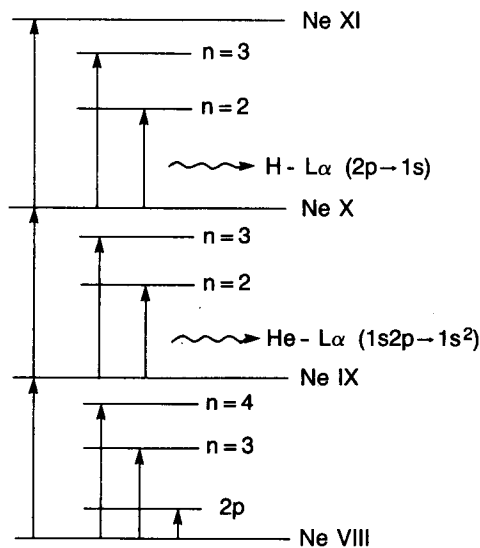 Ne XI
n = 3
n = 2
H - Lα (2p → 1s)
Ne X
n = 3
n = 2
He - Lα (1s2p → 1s²)
Ne IX
n = 4
n = 3
2p
Ne VIII